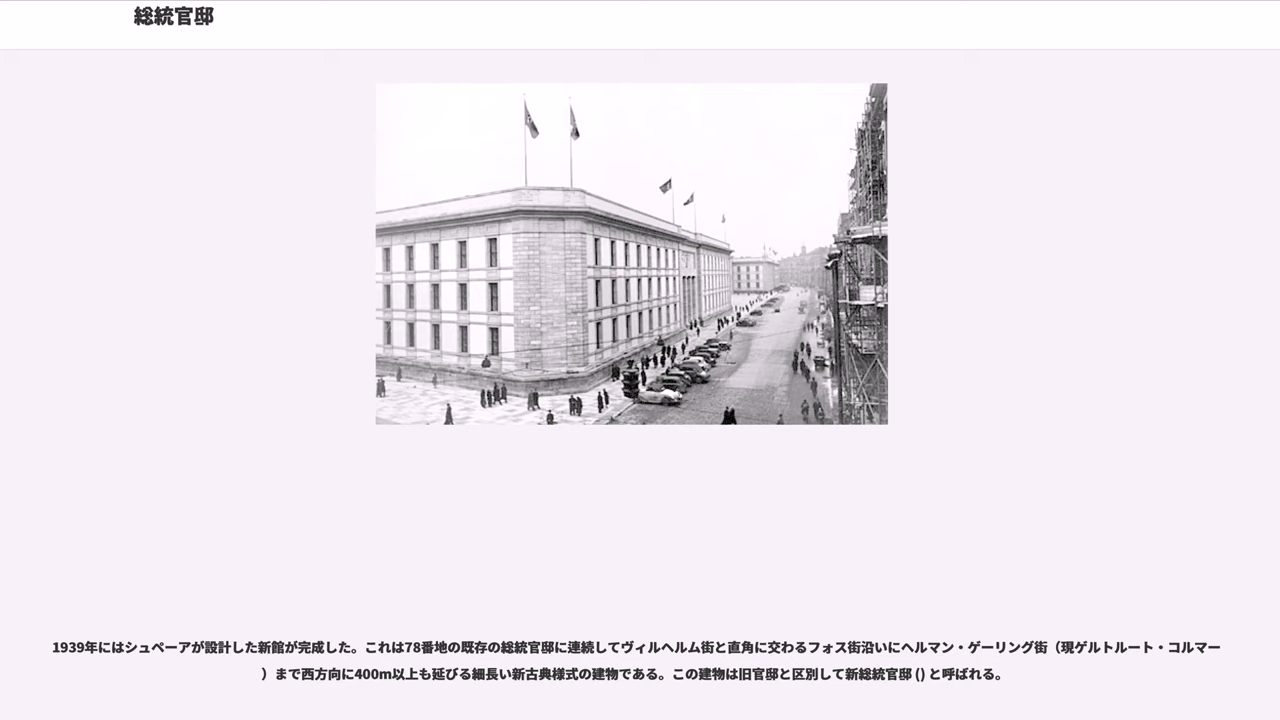 総統官邸
1939年にはシュペーアが設計した新館が完成した。これは78番地の既存の総統官邸に連続してヴィルヘルム街と直角に交わるフォス街沿いにヘルマン・ゲーリング街（現ゲルトルート・コルマー
）まで西方向に400m以上も延びる細長い新古典様式の建物である。この建物は旧官邸と区別して新総統官邸 () と呼ばれる。